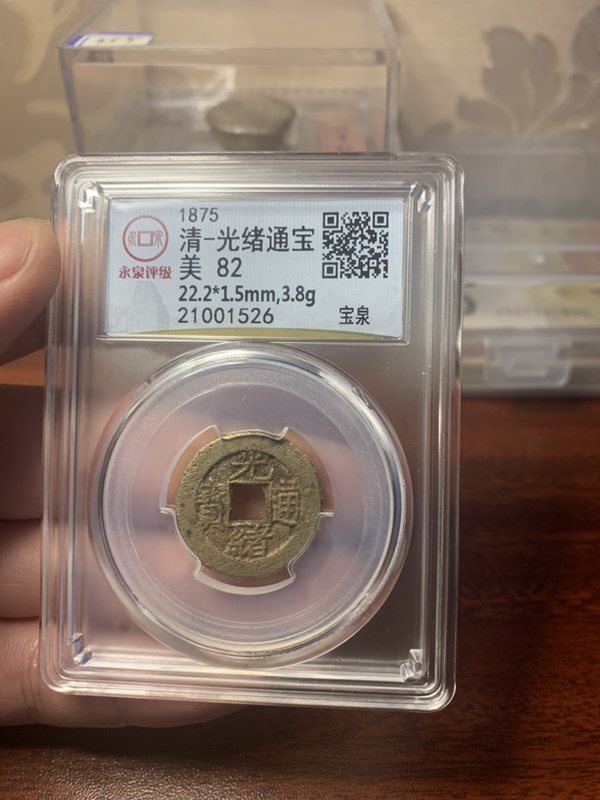 1875
清-光绪通宝
美 82
22.2*1.5mm,3.8g
21001526 宝泉
永泉评级
光
寶 通
緒